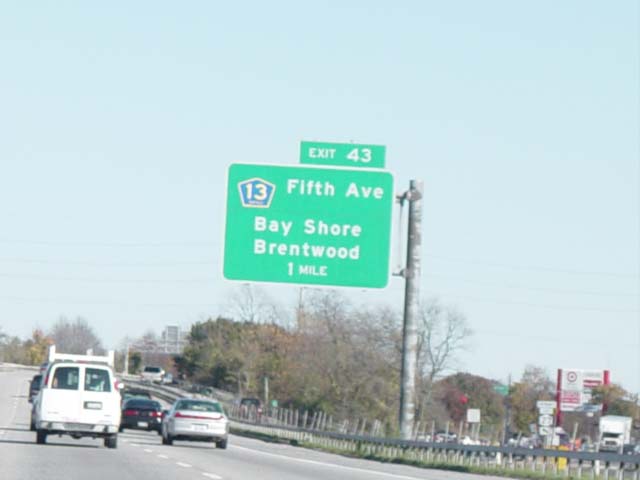 EXIT 43
13 Fifth Ave
Bay Shore
Brentwood
1 MILE